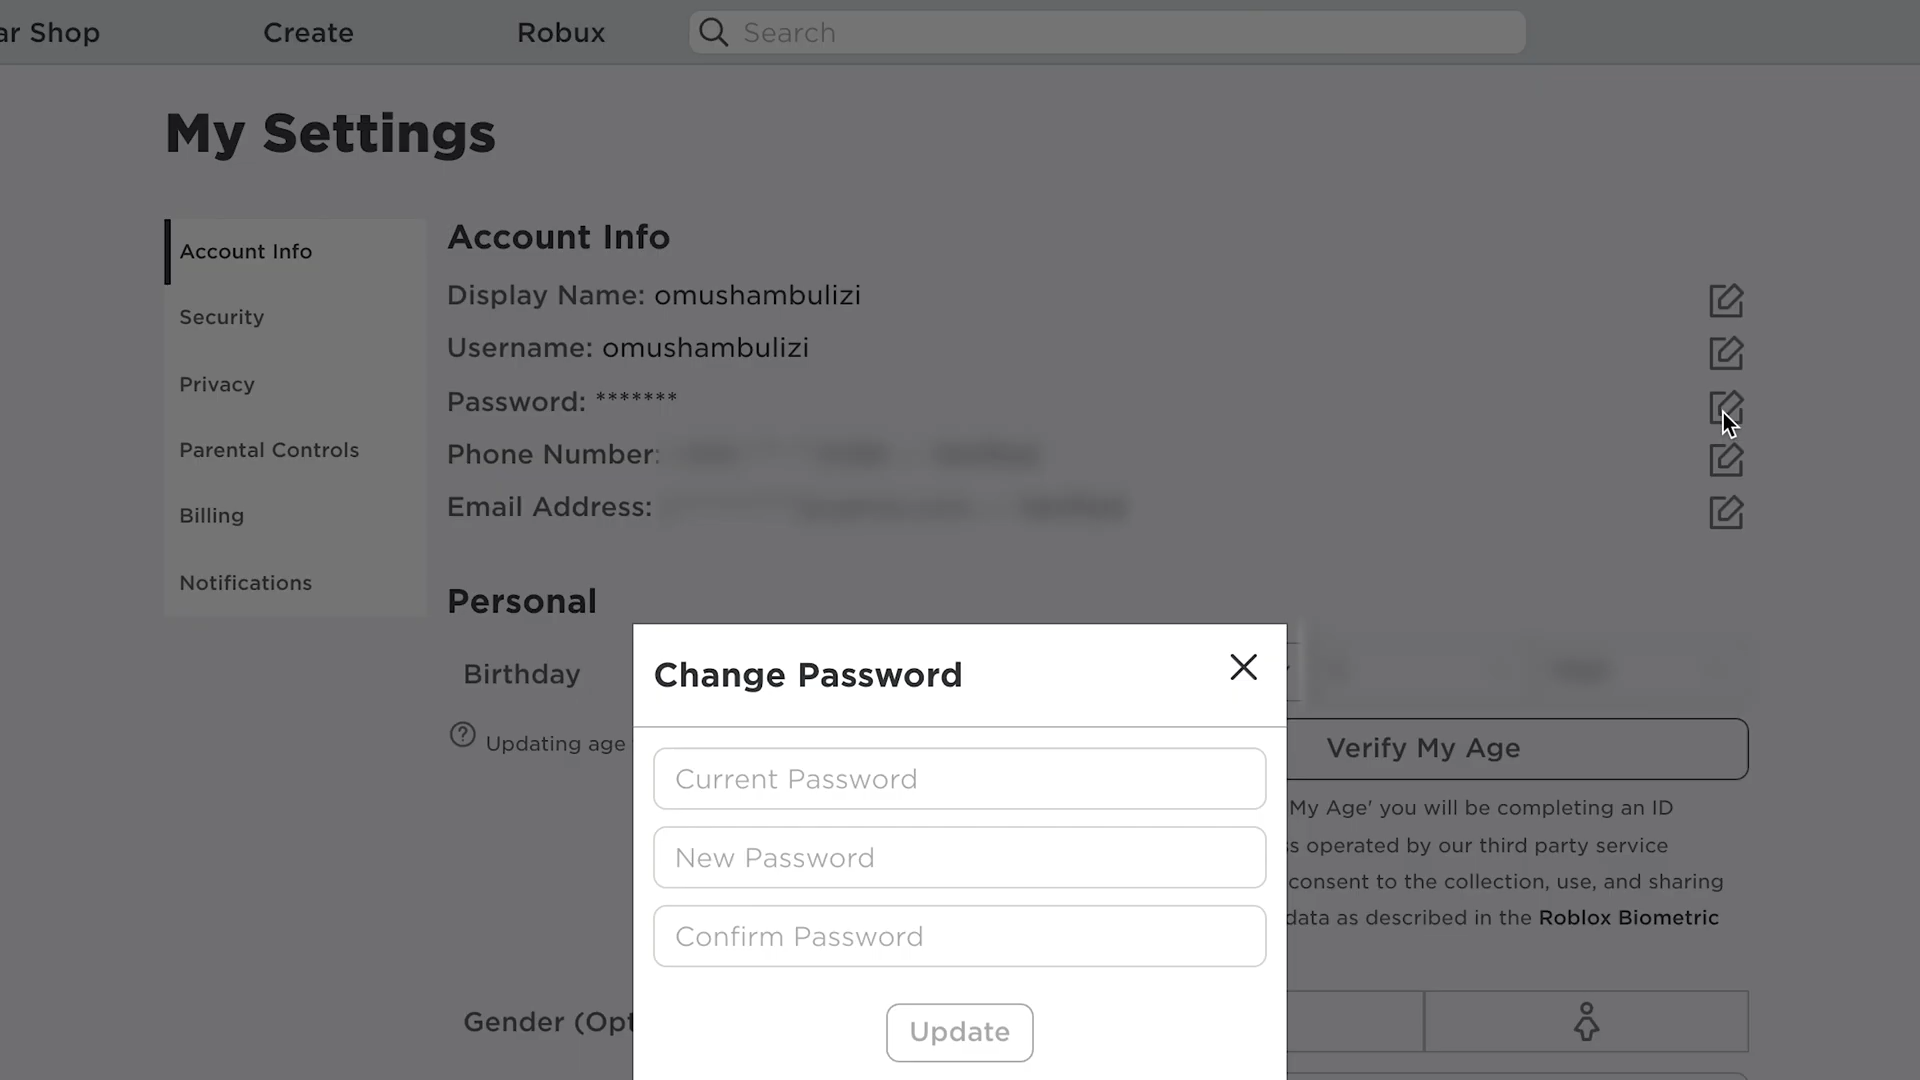 ar Shop
Create
Robux
Search
My Settings
Account Info
Security
Privacy
Parental Controls
Billing
Notifications
Account Info
Display Name: omushambulizi
Username: omushambulizi
Password: *******
Phone Number:
Email Address:
Personal
Birthday
Updating age
Verify My Age
My Age' you will be completing an ID
s operated by our third party service
consent to the collection, use, and sharing
data as described in the Roblox Biometric
Gender (Opt
Change Password
Current Password
New Password
Confirm Password
Update